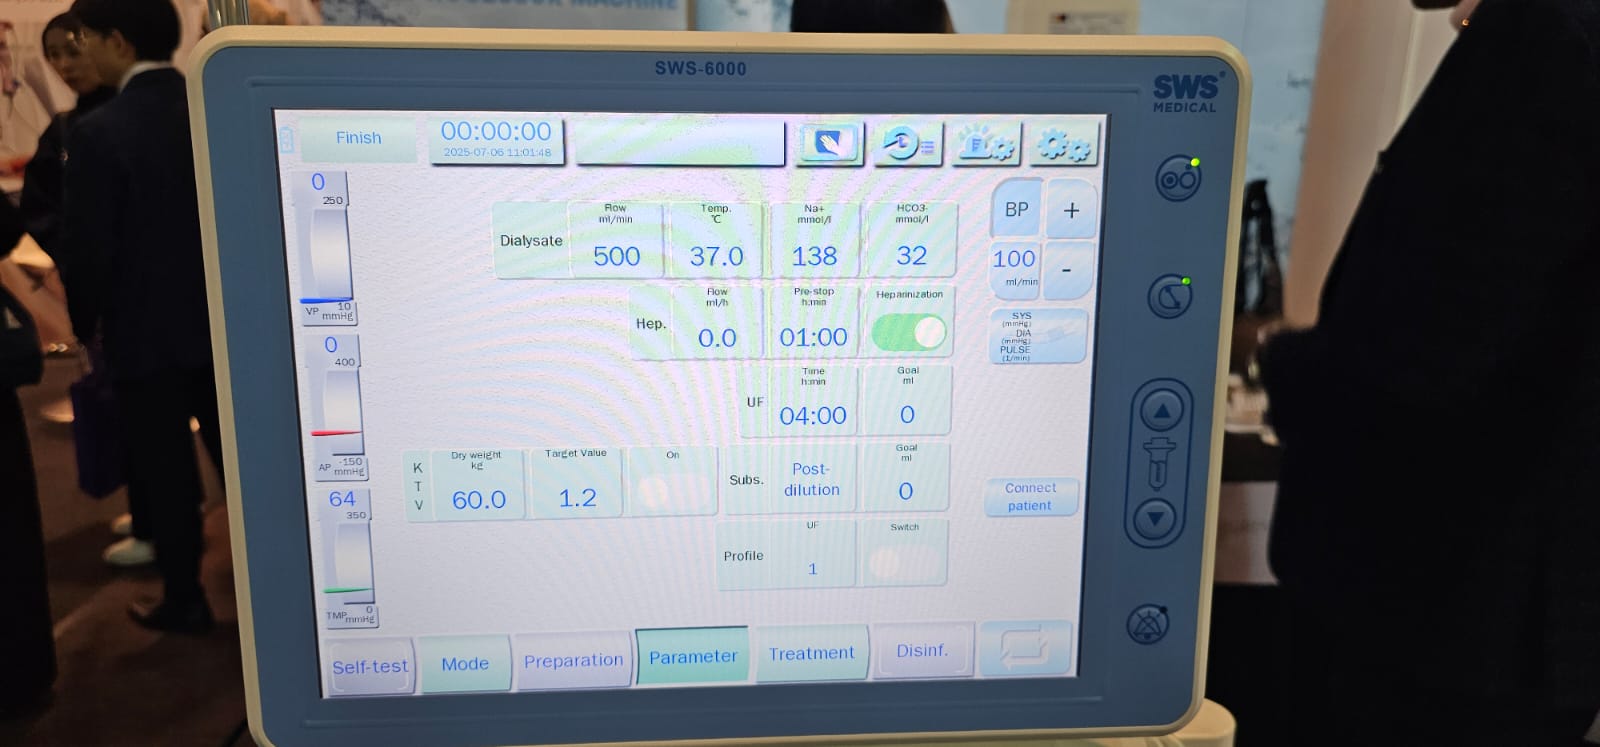 SWS-6000
SWS
MEDICAL
Finish
00:00:00
2025-07-06 11:01:48
0
250
VP 10
mmHg
0
400
AP -150
mmHg
64
350
TMP 0
mmHg
Dialysate
Flow
ml/min
500
Temp.
℃
37.0
Na+
mmol/l
138
HCO3-
mmol/l
32
Hep.
Flow
ml/h
0.0
Pre-stop
h:min
01:00
Heparinization
UF
Time
h:min
04:00
Goal
ml
0
K
T
V
Dry weight
kg
60.0
Target Value
1.2
On
Subs.
Post-
dilution
Goal
ml
0
Profile
UF
1
Switch
BP
+
100
ml/min
-
SYS
(mmHg)
DIA
(mmHg)
PULSE
(1/min)
Connect
patient
Self-test
Mode
Preparation
Parameter
Treatment
Disinf.